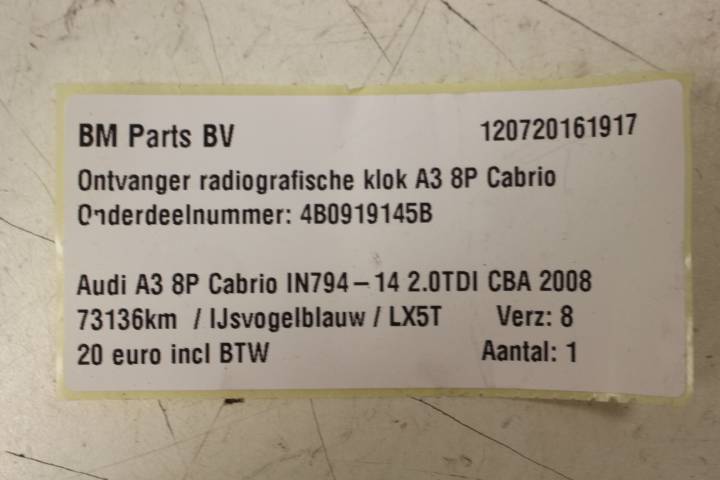 BM Parts BV 120720161917
Ontvanger radiografische klok A3 8P Cabrio
Onderdeelnummer: 4B0919145B
Audi A3 8P Cabrio IN794-14 2.0TDI CBA 2008
73136km / IJsvogelblauw / LX5T Verz: 8
20 euro incl BTW Aantal: 1